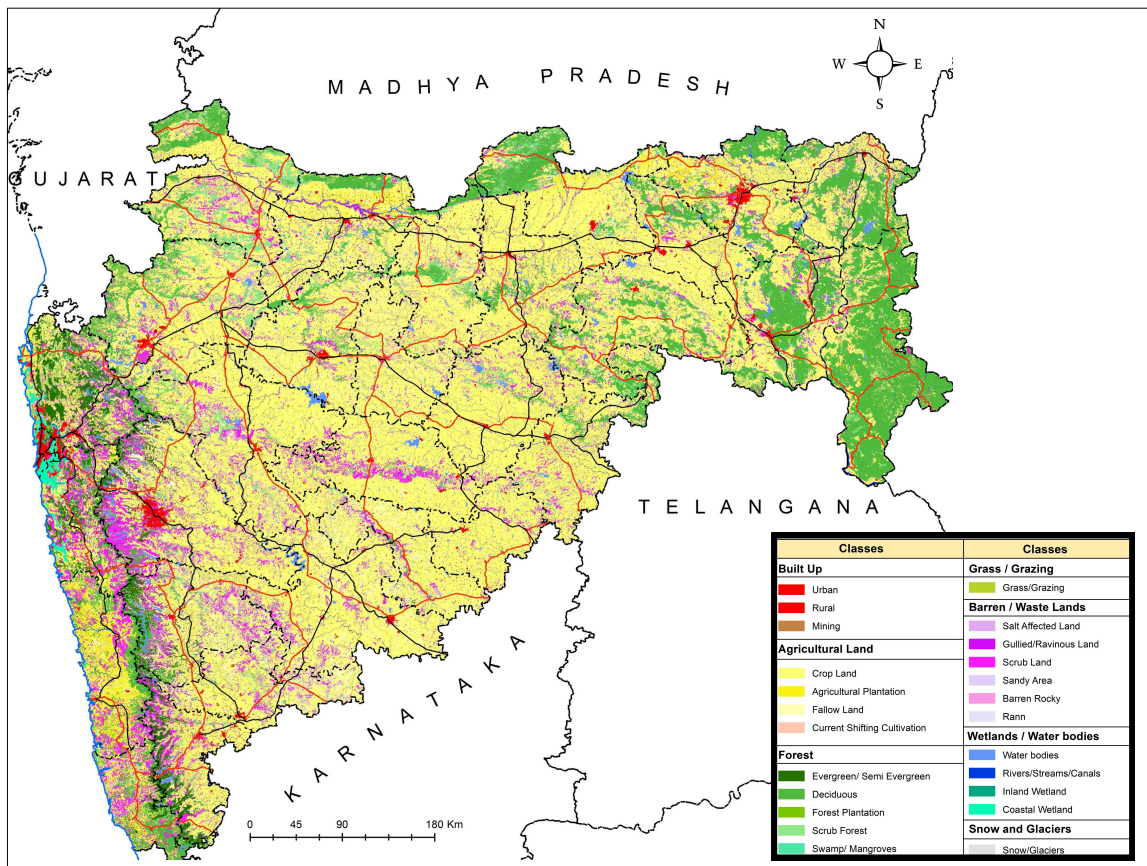 N
W E
S
MADHYA PRADESH
GUJARAT
TELANGANA
KARNATAKA
0 45 90 180 Km
Classes
Built Up
Urban
Rural
Mining
Agricultural Land
Crop Land
Agricultural Plantation
Fallow Land
Current Shifting Cultivation
Forest
Evergreen/ Semi Evergreen
Deciduous
Forest Plantation
Scrub Forest
Swamp/ Mangroves
Classes
Grass / Grazing
Grass/Grazing
Barren / Waste Lands
Salt Affected Land
Gullied/Ravinous Land
Scrub Land
Sandy Area
Barren Rocky
Rann
Wetlands / Water bodies
Water bodies
Rivers/Streams/Canals
Inland Wetland
Coastal Wetland
Snow and Glaciers
Snow/Glaciers